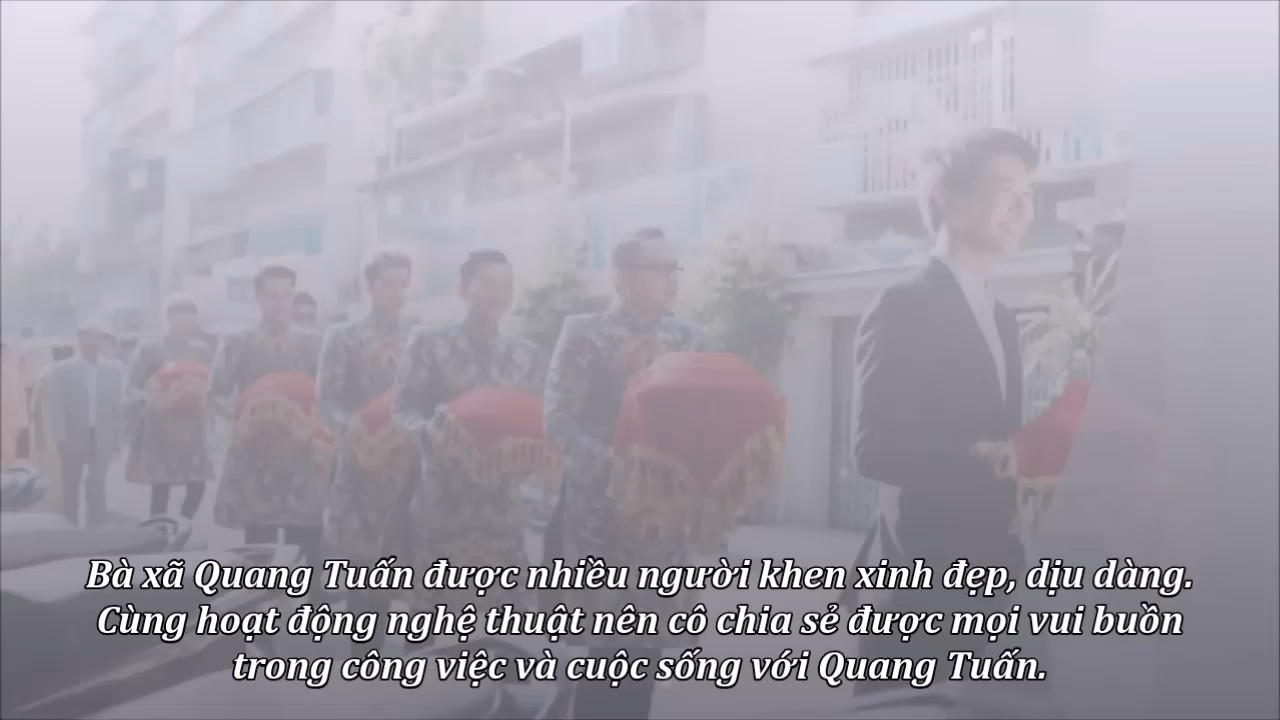 Bà xã Quang Tuấn được nhiều người khen xinh đẹp, dịu dàng.
Cùng hoạt động nghệ thuật nên cô chia sẻ được mọi vui buồn
trong công việc và cuộc sống với Quang Tuấn.